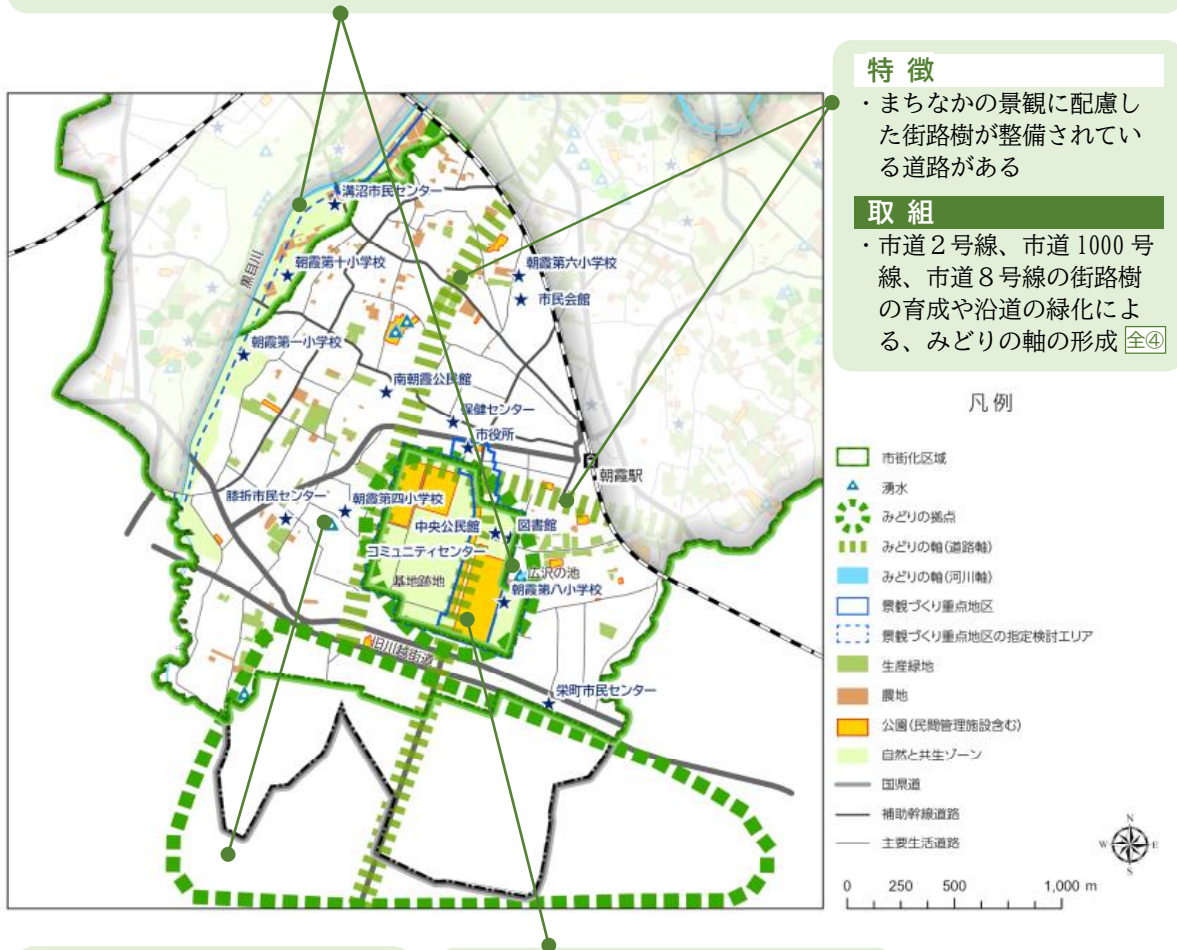 特 徴
・まちなかの景観に配慮し
た街路樹が整備されてい
る道路がある
取 組
・市道２号線、市道 1000 号
線、市道８号線の街路樹
の育成や沿道の緑化によ
る、みどりの軸の形成 全④
溝沼市民センター
朝霞第十小学校
黒目川
朝霞第六小学校
市民会館
朝霞第一小学校
南朝霞公民館
保健センター
市役所
朝霞駅
膝折市民センター
朝霞第四小学校
中央公民館
図書館
コミュニティセンター
広沢の池
基地跡地
朝霞第八小学校
旧川越街道
栄町市民センター
凡例
市街化区域
湧水
みどりの拠点
みどりの軸(道路軸)
みどりの軸(河川軸)
景観づくり重点地区
景観づくり重点地区の指定検討エリア
生産緑地
農地
公園(民間管理施設含む)
自然と共生ゾーン
国県道
補助幹線道路
主要生活道路
N
W
E
S
0 250 500 1,000 m